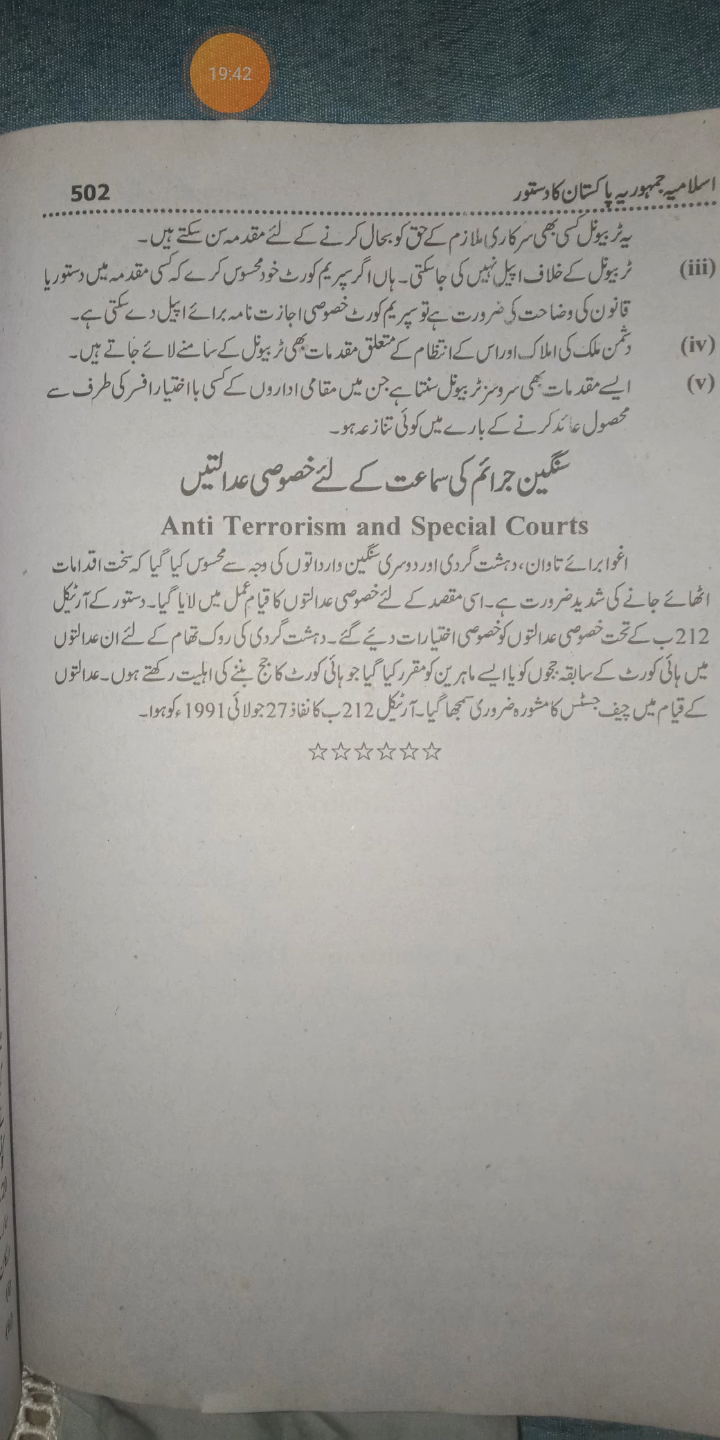 19:42
اسلامیہ جمہوریہ پاکستان کا دستور 502
یہ ٹربیونل کسی بھی سرکاری ملازم کے حق کو بحال کرنے کے لئے مقدمہ سن سکتے ہیں۔
(iii) ٹربیونل کے خلاف اپیل نہیں کی جا سکتی۔ ہاں اگر سپریم کورٹ خود محسوس کرے کہ کسی مقدمہ میں دستور یا
قانون کی وضاحت کی ضرورت ہے تو سپریم کورٹ خصوصی اجازت نامہ برائے اپیل دے سکتی ہے۔
(iv) دشمن ملک کی املاک اور اس کے انتظام کے متعلق مقدمات بھی ٹربیونل کے سامنے لائے جاتے ہیں۔
(v) ایسے مقدمات بھی سروسز ٹربیونل سنتا ہے جن میں مقامی اداروں کے کسی با اختیار افسر کی طرف سے
محصول عائد کرنے کے بارے میں کوئی تنازعہ ہو۔
سنگین جرائم کی سماعت کے لئے خصوصی عدالتیں
Anti Terrorism and Special Courts
اغوا برائے تاوان، دہشت گردی اور دوسری سنگین وارداتوں کی وجہ سے محسوس کیا گیا کہ سخت اقدامات
اٹھائے جانے کی شدید ضرورت ہے۔ اسی مقصد کے لئے خصوصی عدالتوں کا قیام عمل میں لایا گیا۔ دستور کے آرٹیکل
212 ب کے تحت خصوصی عدالتوں کو خصوصی اختیارات دیئے گئے۔ دہشت گردی کی روک تھام کے لئے ان عدالتوں
میں ہائی کورٹ کے سابقہ ججوں کو یا ایسے ماہرین کو مقرر کیا گیا جو ہائی کورٹ کا جج بننے کی اہلیت رکھتے ہوں۔ عدالتوں
کے قیام میں چیف جسٹس کا مشورہ ضروری سمجھا گیا۔ آرٹیکل 212 ب کا نفاذ 27 جولائی 1991ء کو ہوا۔
☆☆☆☆☆☆